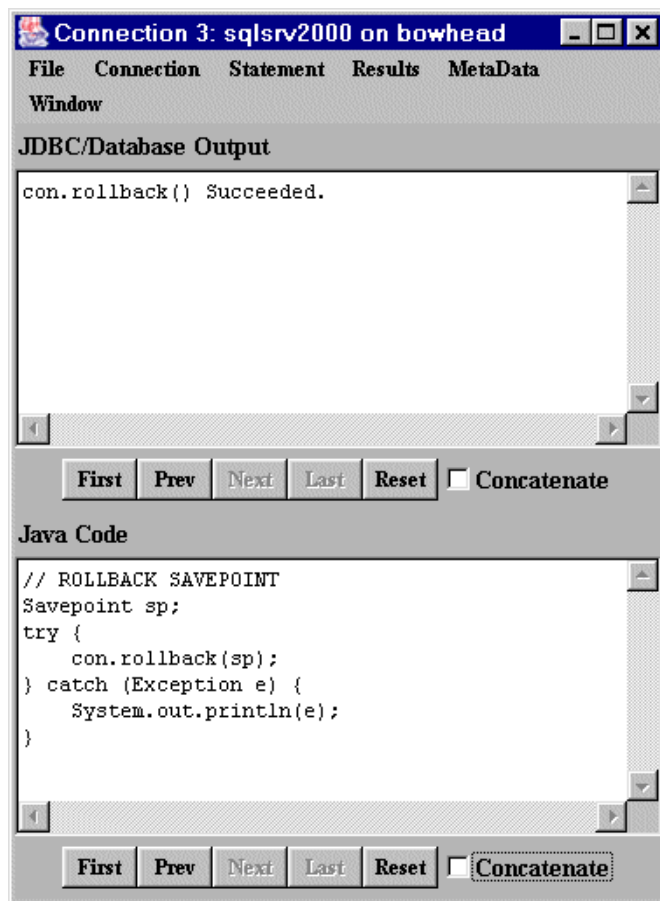 Connection 3: sqlsrv2000 on bowhead
File Connection Statement Results MetaData
Window
JDBC/Database Output
con.rollback() Succeeded.
First Prev Next Last Reset Concatenate
Java Code
// ROLLBACK SAVEPOINT
Savepoint sp;
try {
    con.rollback(sp);
} catch (Exception e) {
    System.out.println(e);
}
First Prev Next Last Reset Concatenate